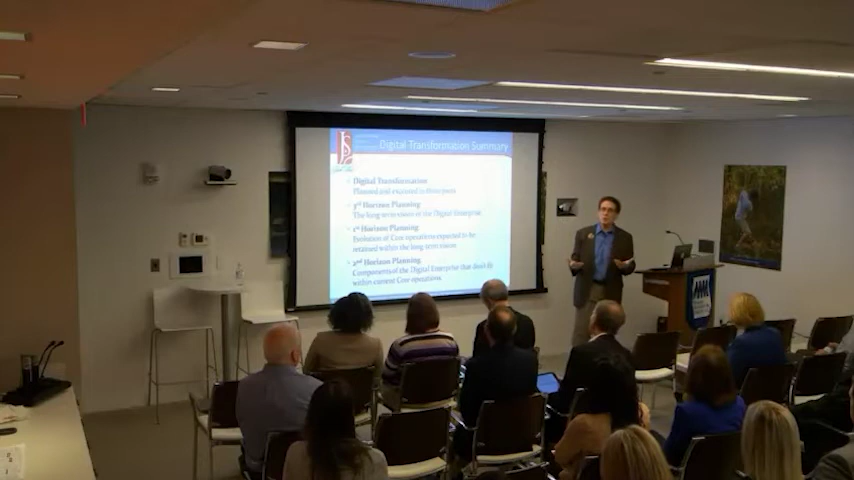 Digital Transformation Summary
Digital Transformation
Planned and executed in three parts
3rd Horizon Planning
The long term vision of the Digital Enterprise
1st Horizon Planning
Evolution of Core operations expected to be
retained within the long term vision
2nd Horizon Planning
Components of the Digital Enterprise that don't fit
within current Core operations